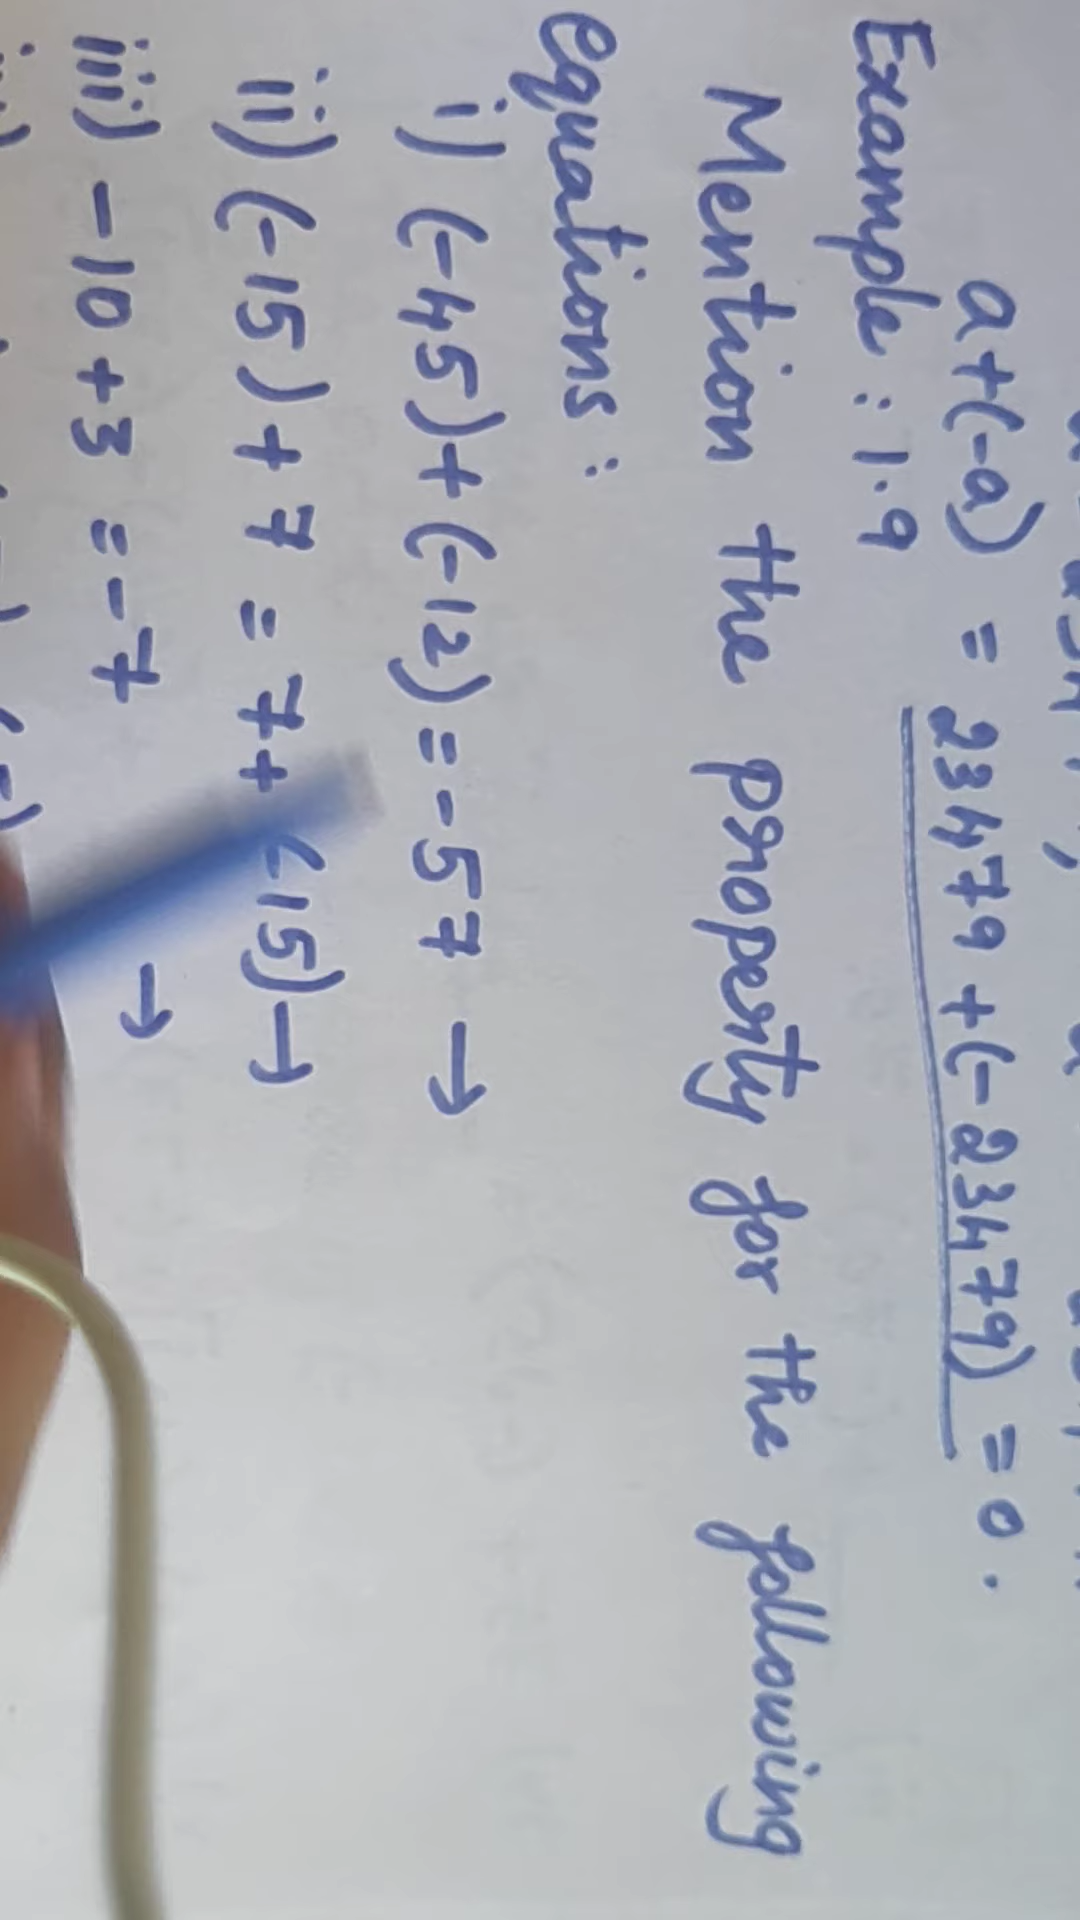 a+(-a) = 23479 +(-23479) = 0.
Example : 1.9
Mention the property for the following
equations :
i) (-45)+(-12) = -57 →
ii) (-15) + 7 = 7+ (-15) →
iii) -10 + 3 = -7 →